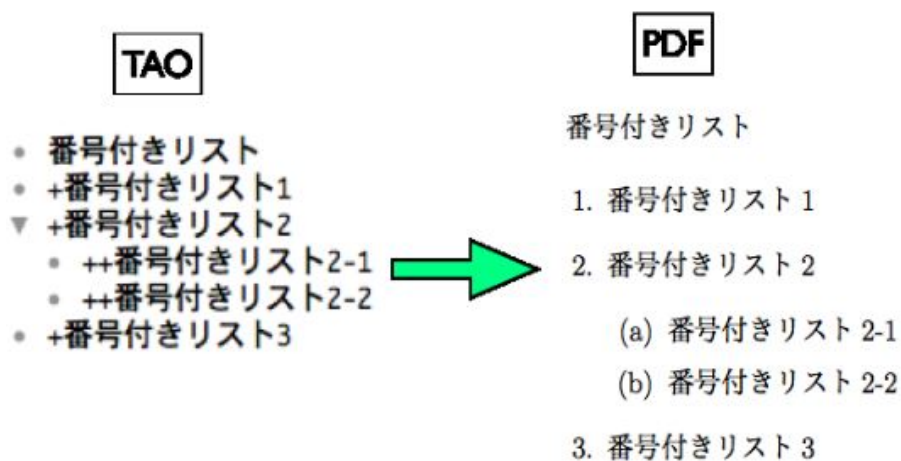 TAO
番号付きリスト
+番号付きリスト1
+番号付きリスト2
++番号付きリスト2-1
++番号付きリスト2-2
+番号付きリスト3
PDF
番号付きリスト
1. 番号付きリスト 1
2. 番号付きリスト 2
(a) 番号付きリスト 2-1
(b) 番号付きリスト 2-2
3. 番号付きリスト 3